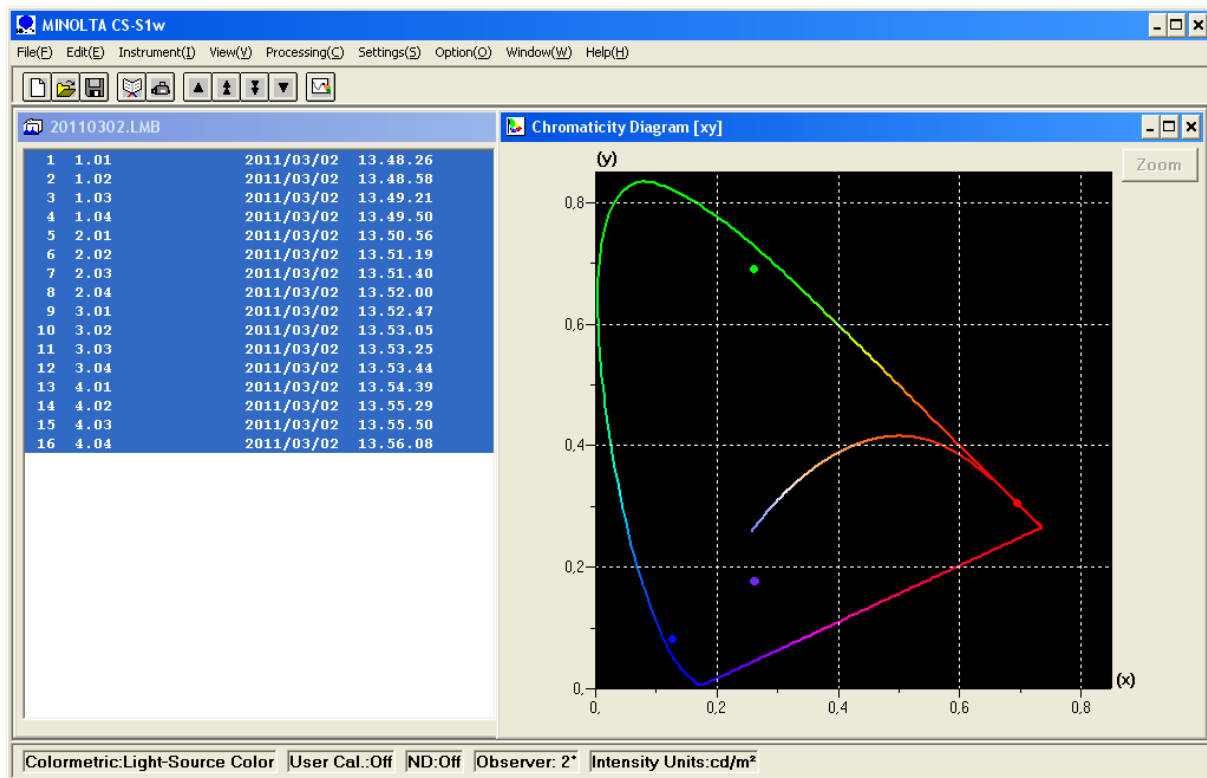 MINOLTA CS-S1w
File(F) Edit(E) Instrument(I) View(V) Processing(C) Settings(S) Option(O) Window(W) Help(H)
20110302.LMB
1 1.01 2011/03/02 13.48.26
2 1.02 2011/03/02 13.48.58
3 1.03 2011/03/02 13.49.21
4 1.04 2011/03/02 13.49.50
5 2.01 2011/03/02 13.50.56
6 2.02 2011/03/02 13.51.19
7 2.03 2011/03/02 13.51.40
8 2.04 2011/03/02 13.52.00
9 3.01 2011/03/02 13.52.47
10 3.02 2011/03/02 13.53.05
11 3.03 2011/03/02 13.53.25
12 3.04 2011/03/02 13.53.44
13 4.01 2011/03/02 13.54.39
14 4.02 2011/03/02 13.55.29
15 4.03 2011/03/02 13.55.50
16 4.04 2011/03/02 13.56.08
Chromaticity Diagram [xy]
Zoom
(y)
0,8
0,6
0,4
0,2
0,
0, 0,2 0,4 0,6 0,8
(x)
Colormetric:Light-Source Color User Cal.:Off ND:Off Observer: 2° Intensity Units:cd/m²